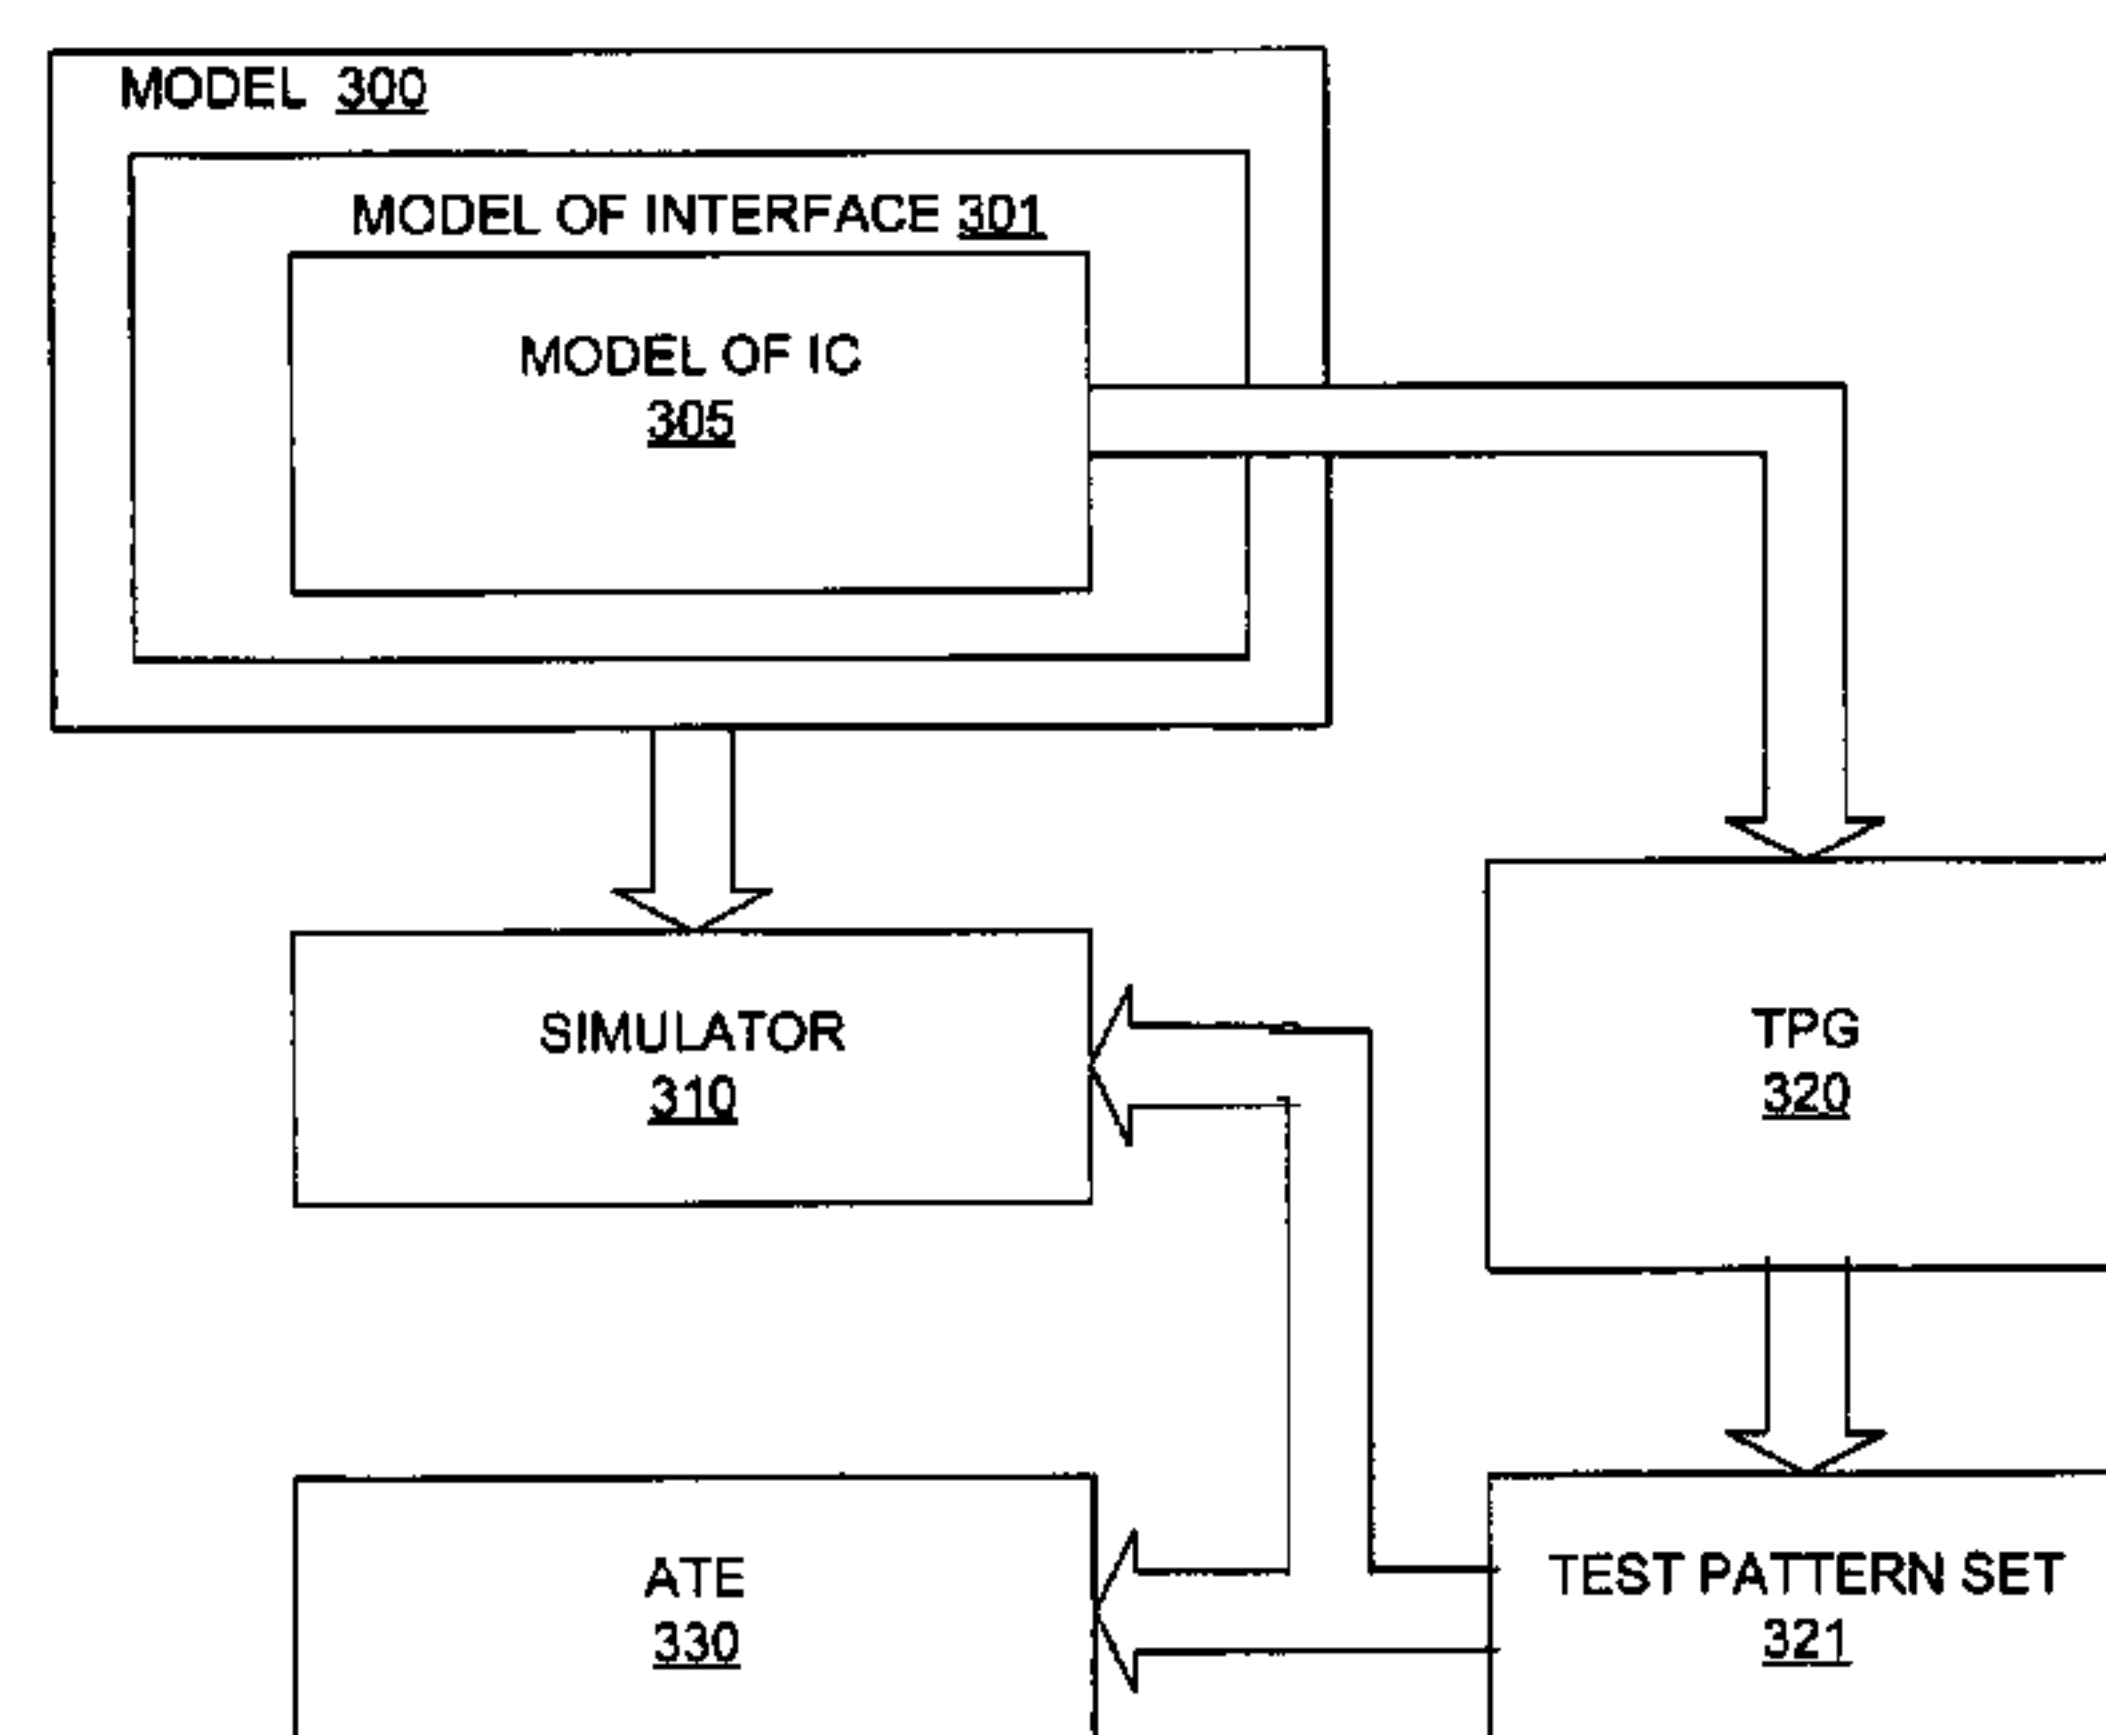 MODEL 300
MODEL OF INTERFACE 301
MODEL OF IC
305
SIMULATOR
310
TPG
320
ATE
330
TEST PATTERN SET
321